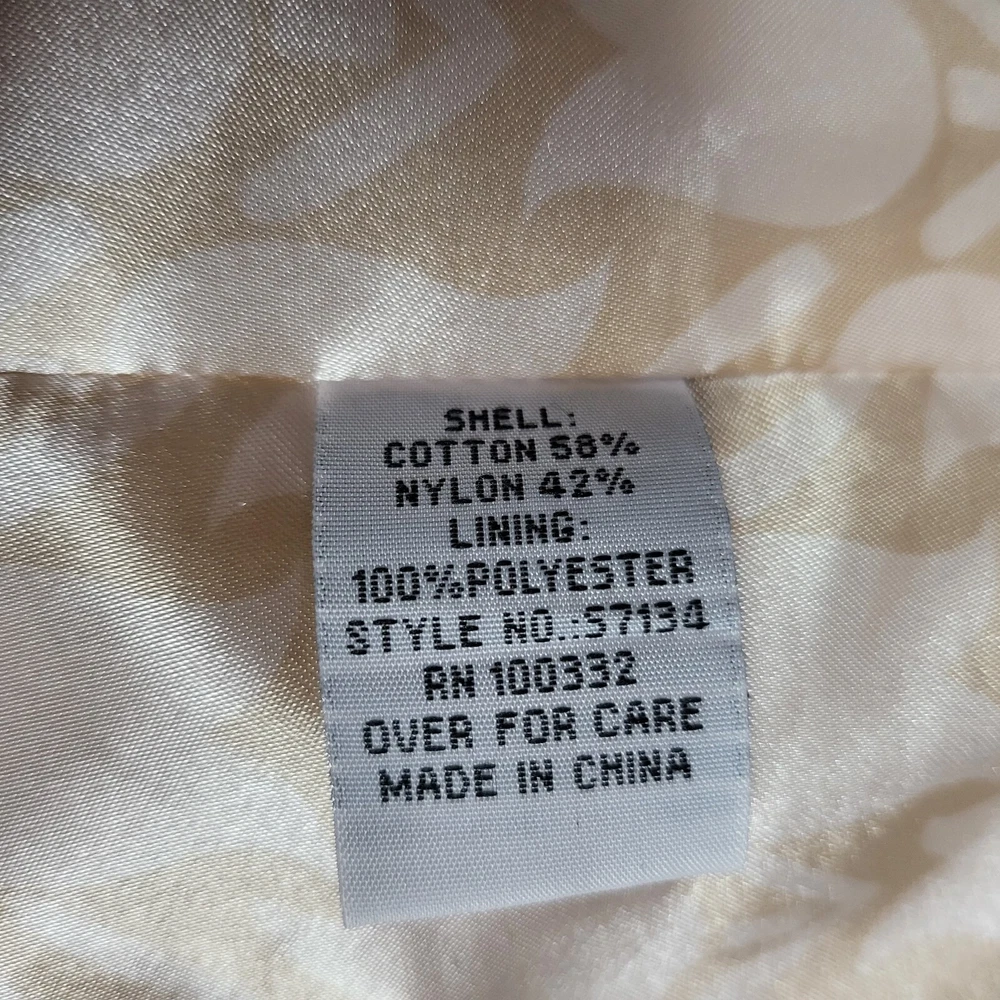 SHELL:
COTTON 58%
NYLON 42%
LINING:
100%POLYESTER
STYLE NO.:S7134
RN 100332
OVER FOR CARE
MADE IN CHINA